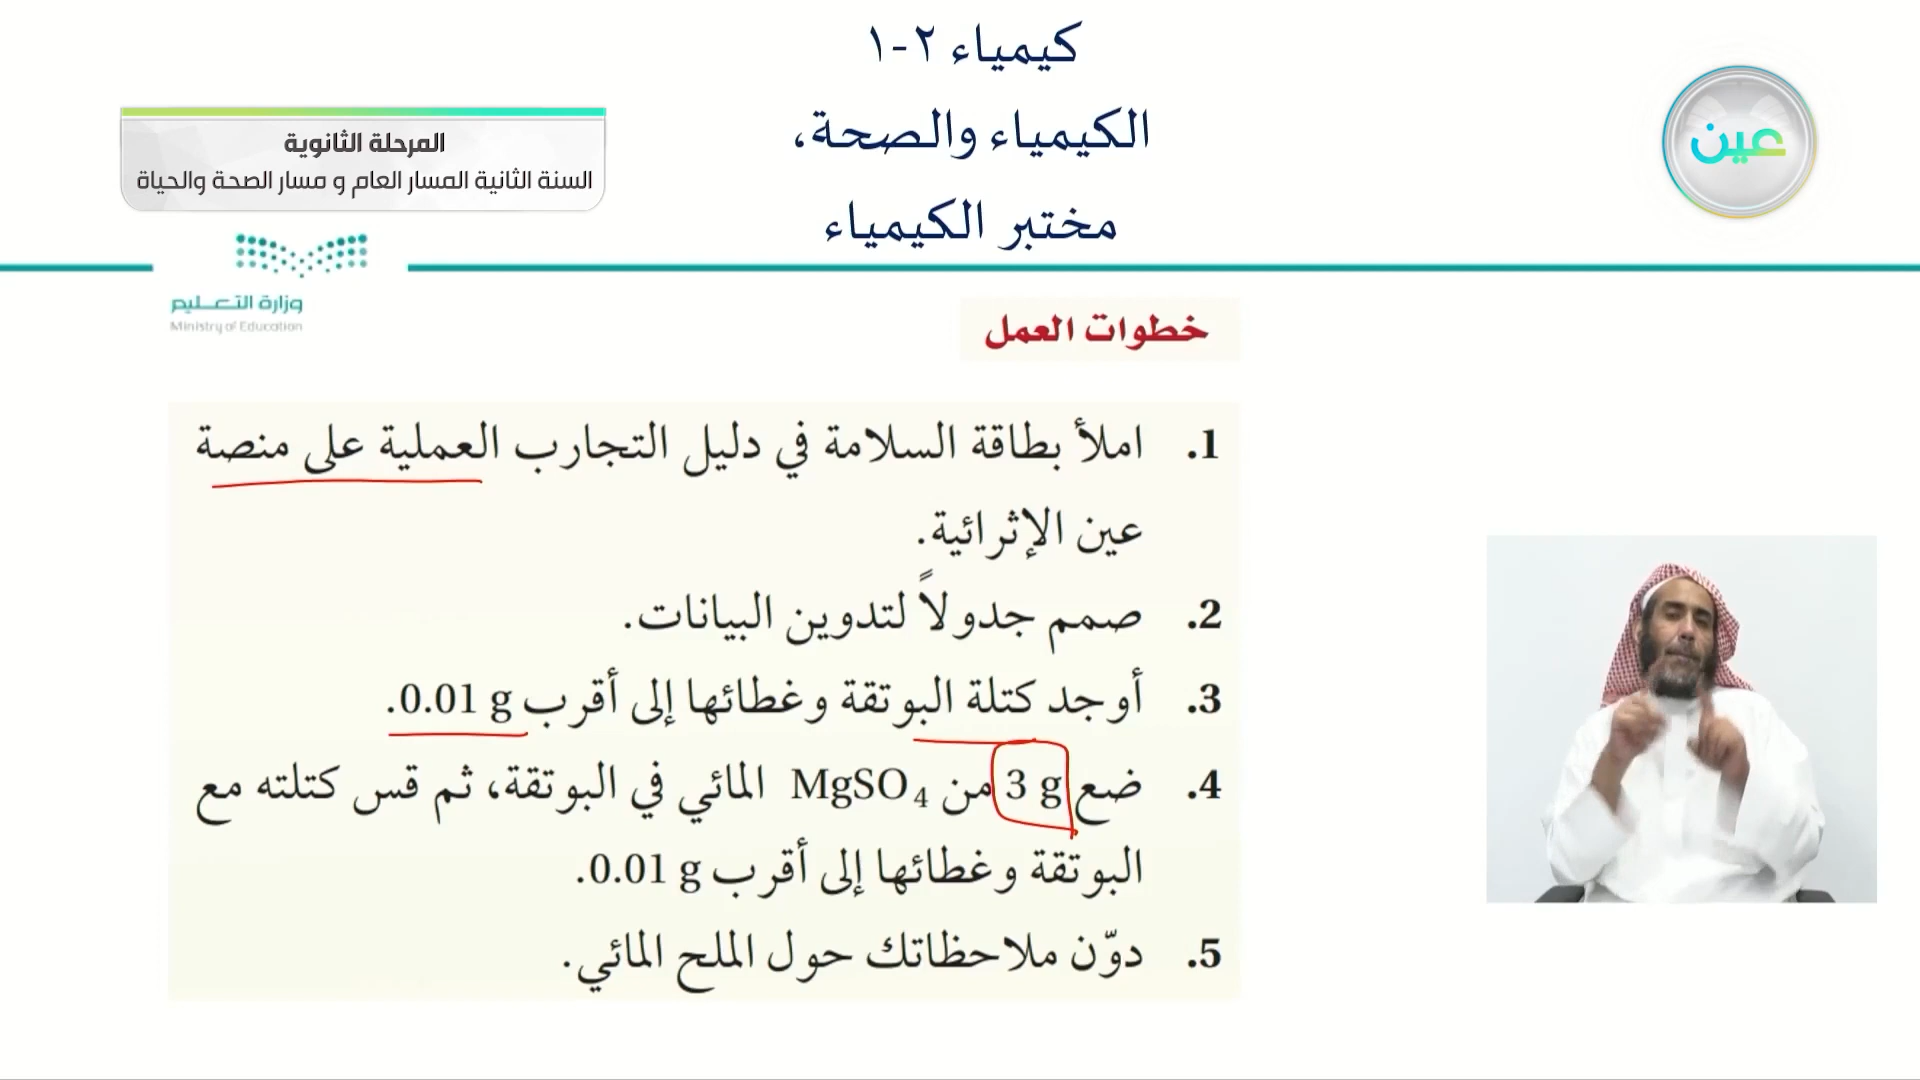 كيمياء ٢-١
الكيمياء والصحة،
مختبر الكيمياء
عين
المرحلة الثانوية
السنة الثانية المسار العام و مسار الصحة والحياة
وزارة التعليم
Ministry of Education
خطوات العمل
1. املأ بطاقة السلامة في دليل التجارب العملية على منصة
عين الإثرائية.
2. صمم جدولاً لتدوين البيانات.
3. أوجد كتلة البوتقة وغطائها إلى أقرب 0.01 g.
4. ضع 3 g من MgSO₄ المائي في البوتقة، ثم قس كتلته مع
البوتقة وغطائها إلى أقرب 0.01 g.
5. دوّن ملاحظاتك حول الملح المائي.